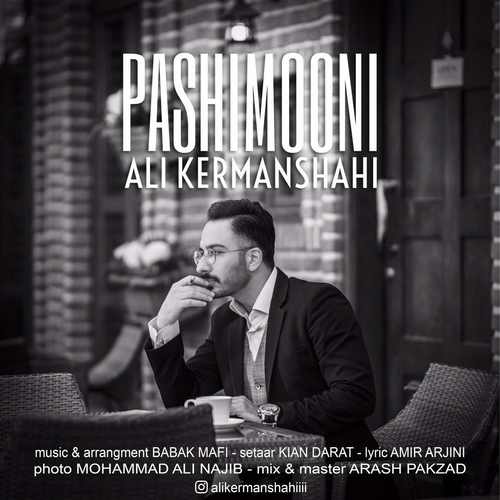 PASHIMOONI
ALI KERMANSHAHI
music & arrangment BABAK MAFI - setaar KIAN DARAT - lyric AMIR ARJINI
photo MOHAMMAD ALI NAJIB - mix & master ARASH PAKZAD
alikermanshahiiii